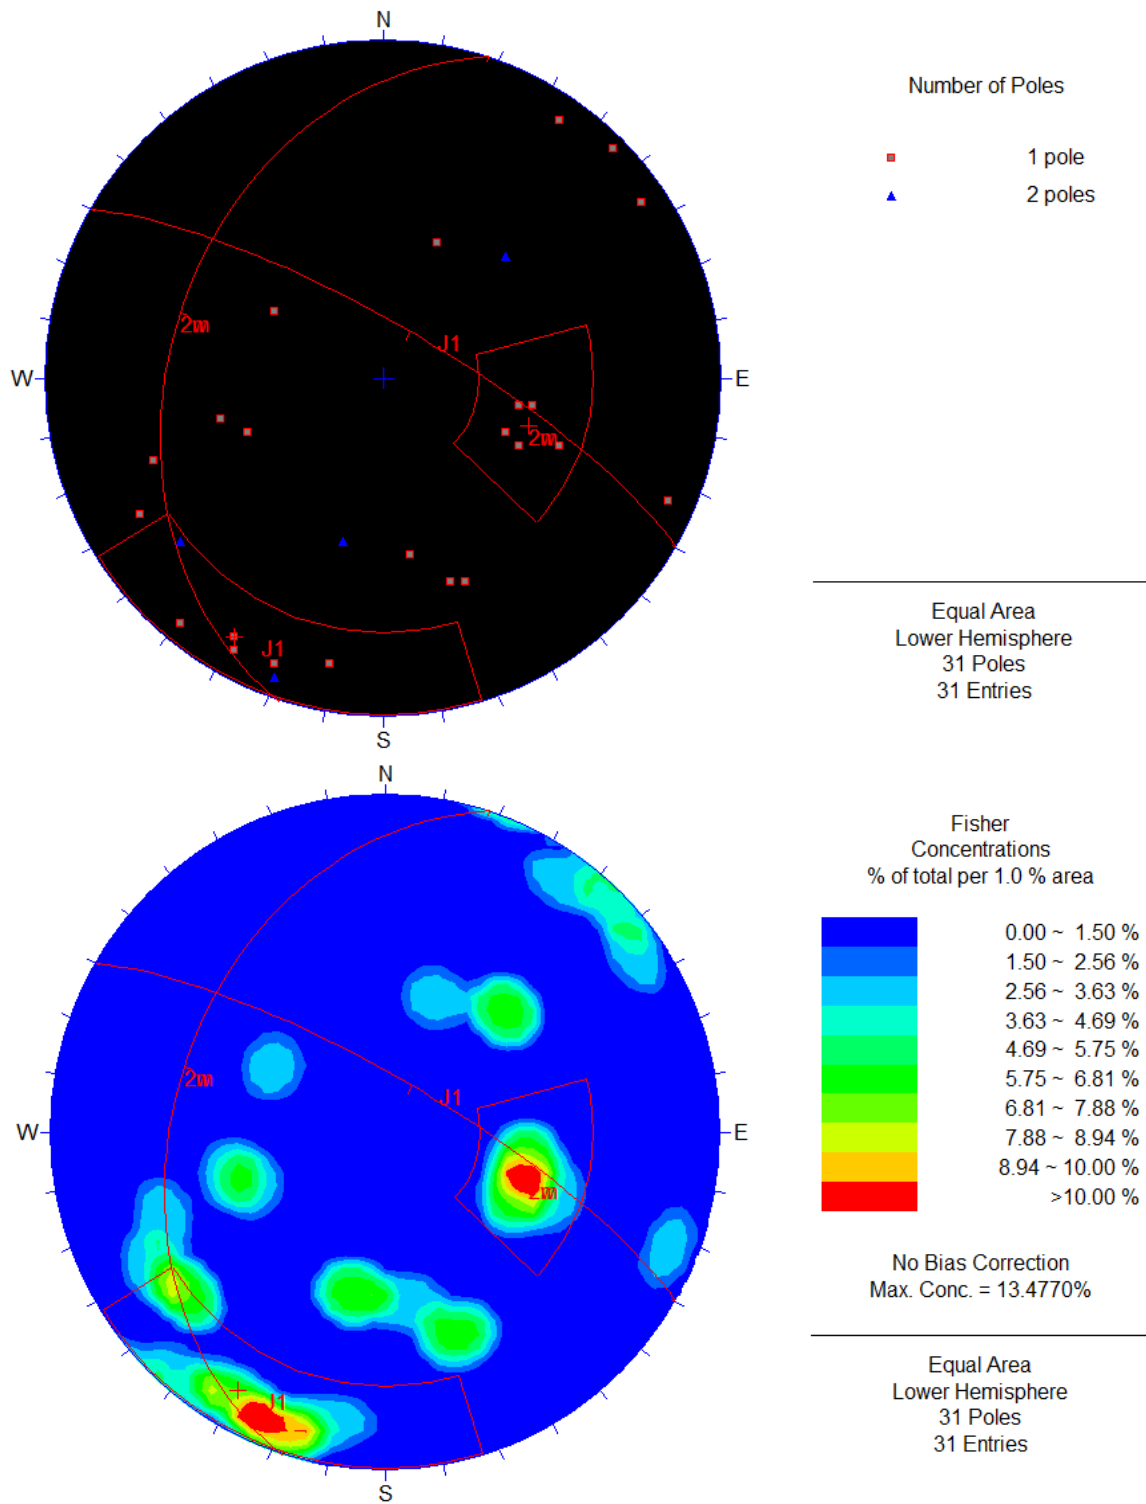 N
Number of Poles
1 pole
2 poles
J1
W
E
J1
S
Equal Area
Lower Hemisphere
31 Poles
31 Entries
N
Fisher
Concentrations
% of total per 1.0 % area
0.00 ~ 1.50 %
1.50 ~ 2.56 %
2.56 ~ 3.63 %
3.63 ~ 4.69 %
4.69 ~ 5.75 %
5.75 ~ 6.81 %
6.81 ~ 7.88 %
7.88 ~ 8.94 %
8.94 ~ 10.00 %
>10.00 %
J1
W
E
No Bias Correction
Max. Conc. = 13.4770%
J1
S
Equal Area
Lower Hemisphere
31 Poles
31 Entries